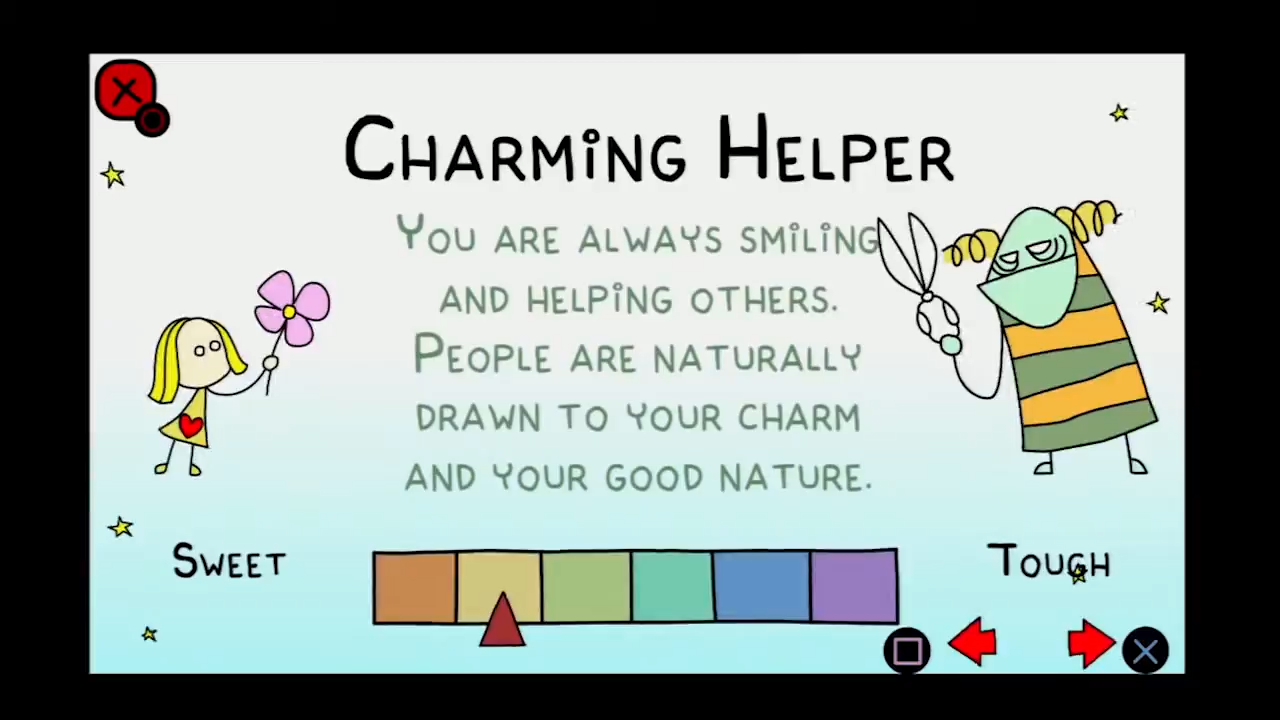 Charming Helper
You are always smiling
and helping others.
People are naturally
drawn to your charm
and your good nature.
Sweet
Tough